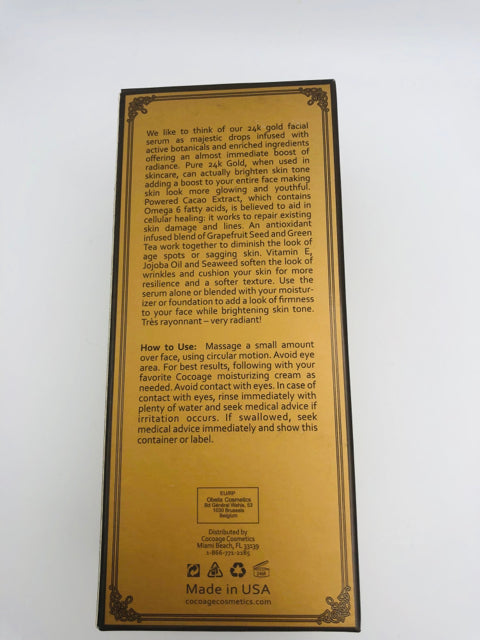 We like to think of our 24k gold facial
serum as majestic drops infused with
active botanicals and enriched ingredients
offering an almost immediate boost of
radiance. Pure 24k Gold, when used in
skincare, can actually brighten skin tone
adding a boost to your entire face making
skin look more glowing and youthful.
Powered Cacao Extract, which contains
Omega 6 fatty acids, is believed to aid in
cellular healing: it works to repair existing
skin damage and lines. An antioxidant
infused blend of Grapefruit Seed and Green
Tea work together to diminish the look of
age spots or sagging skin. Vitamin E,
Jojoba Oil and Seaweed soften the look of
wrinkles and cushion your skin for more
resilience and a softer texture. Use the
serum alone or blended with your moistur-
izer or foundation to add a look of firmness
to your face while brightening skin tone.
Très rayonnant – very radiant!
How to Use: Massage a small amount
over face, using circular motion. Avoid eye
area. For best results, following with your
favorite Cocoage moisturizing cream as
needed. Avoid contact with eyes. In case of
contact with eyes, rinse immediately with
plenty of water and seek medical advice if
irritation occurs. If swallowed, seek
medical advice immediately and show this
container or label.
EU/RP
Obelis Cosmetics
Bd Général Wahis, 53
1030 Brussels
Belgium
Distributed by
Cocoage Cosmetics
Miami Beach, FL 33139
1-866-771-2185
Made in USA
cocoagecosmetics.com